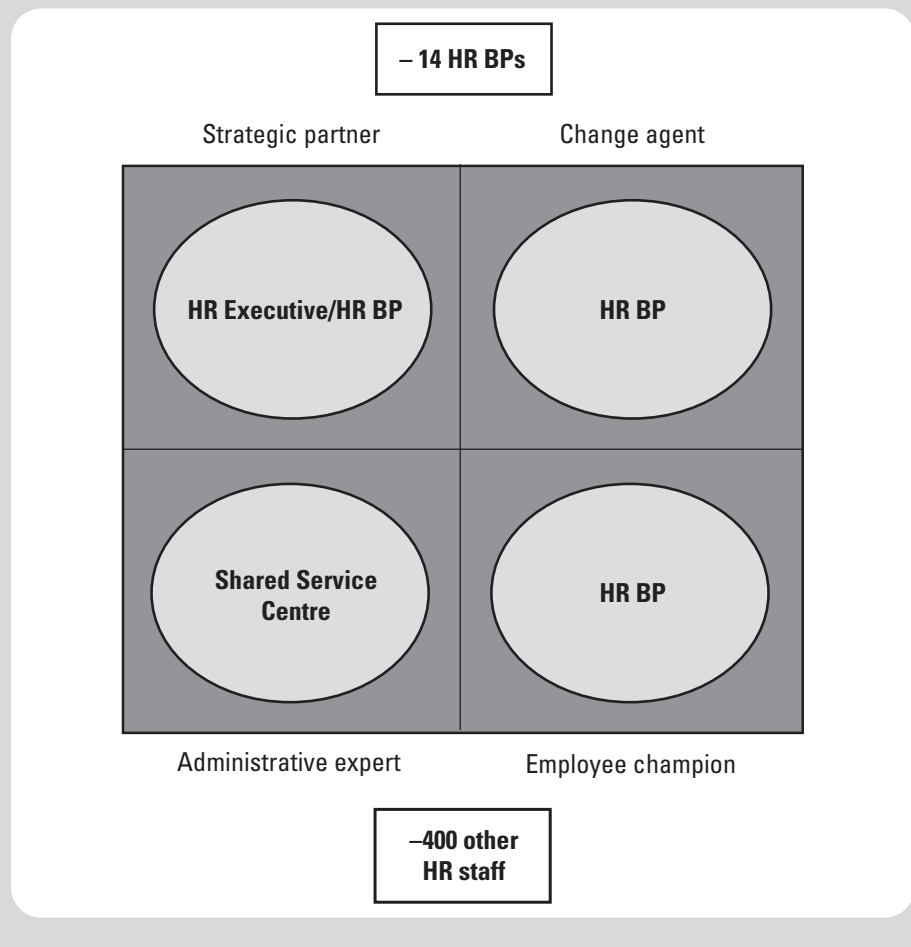 – 14 HR BPs
Strategic partner
Change agent
HR Executive/HR BP
HR BP
Shared Service
Centre
HR BP
Administrative expert
Employee champion
–400 other
HR staff